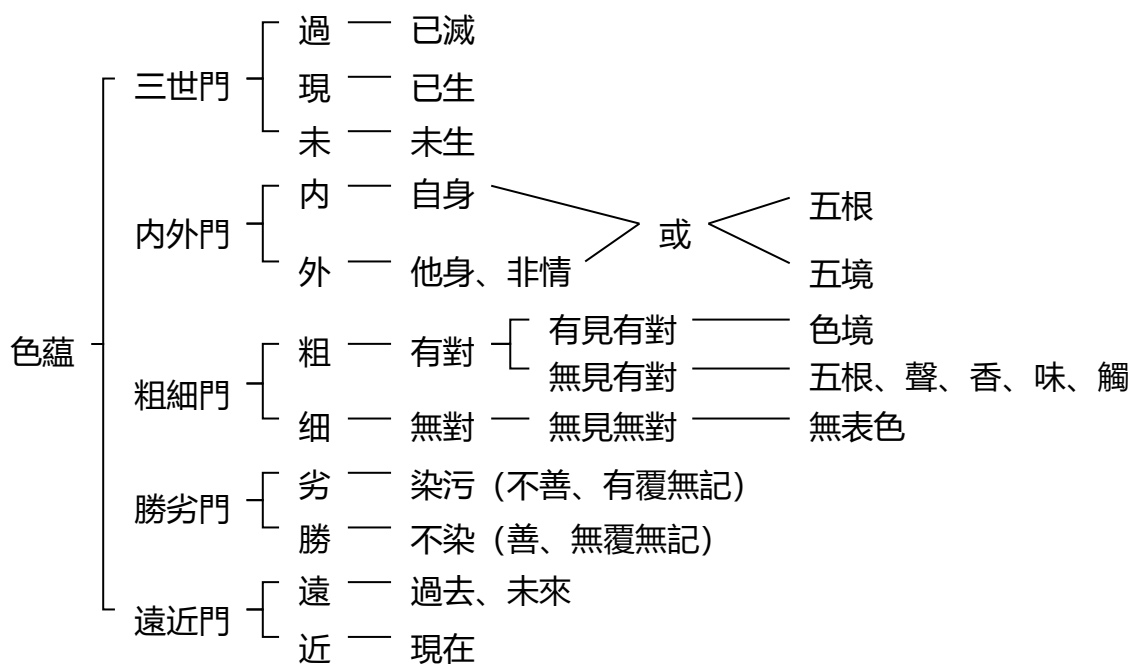 過 已滅
三世門 現 已生
未 未生
内 自身
内外門 或 五根
外 他身、非情 五境
色蘊
粗細門 粗 有對 有見有對 色境
無見有對 五根、聲、香、味、觸
细 無對 無見無對 無表色
勝劣門 劣 染污（不善、有覆無記）
勝 不染（善、無覆無記）
遠近門 遠 過去、未來
近 現在